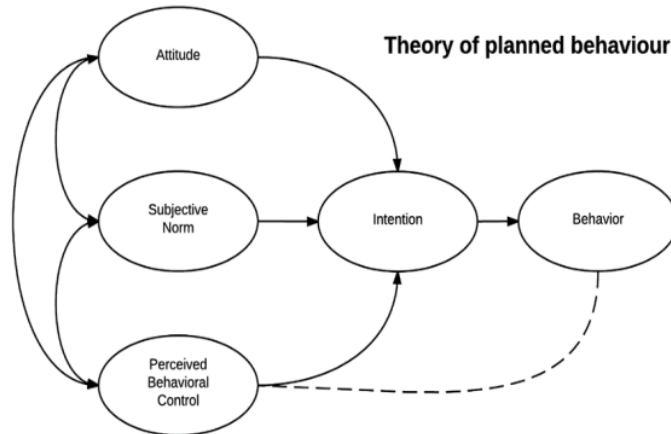 Theory of planned behaviour
Attitude
Subjective
Norm
Intention
Behavior
Perceived
Behavioral
Control